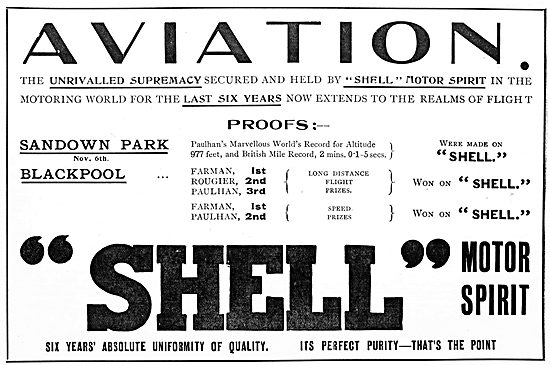 AVIATION.
THE UNRIVALLED SUPREMACY SECURED AND HELD BY "SHELL" MOTOR SPIRIT IN THE
MOTORING WORLD FOR THE LAST SIX YEARS NOW EXTENDS TO THE REALMS OF FLIGHT
PROOFS:—
SANDOWN PARK
Nov. 6th.
Paulhan's Marvellous World's Record for Altitude
977 feet, and British Mile Record, 2 mins. 0-1-5 secs.
WERE MADE ON
"SHELL."
BLACKPOOL ...
FARMAN, 1st
ROUGIER, 2nd
PAULHAN, 3rd
LONG DISTANCE
FLIGHT
PRIZES.
WON ON "SHELL."
FARMAN, 1st
PAULHAN, 2nd
SPEED
PRIZES
WON ON "SHELL."
"SHELL" MOTOR
SPIRIT
SIX YEARS' ABSOLUTE UNIFORMITY OF QUALITY. ITS PERFECT PURITY—THAT'S THE POINT